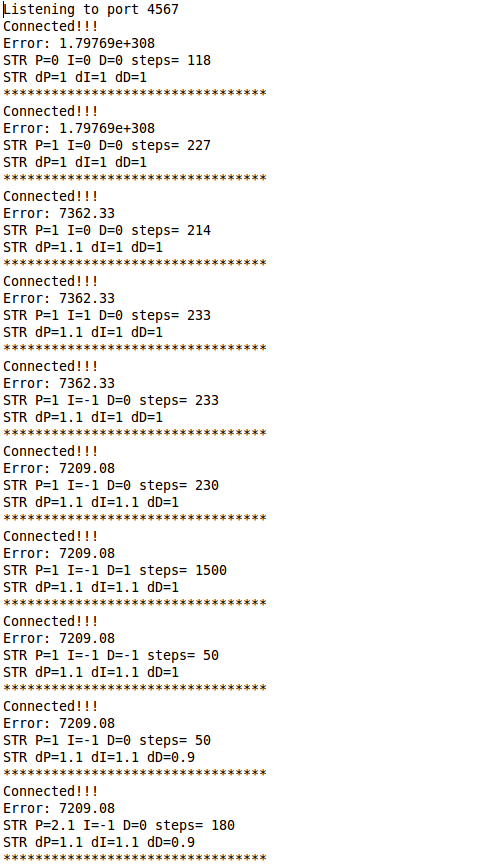 Listening to port 4567
Connected!!!
Error: 1.79769e+308
STR P=0 I=0 D=0 steps= 118
STR dP=1 dI=1 dD=1
*********************************
Connected!!!
Error: 1.79769e+308
STR P=1 I=0 D=0 steps= 227
STR dP=1 dI=1 dD=1
*********************************
Connected!!!
Error: 7362.33
STR P=1 I=0 D=0 steps= 214
STR dP=1.1 dI=1 dD=1
*********************************
Connected!!!
Error: 7362.33
STR P=1 I=1 D=0 steps= 233
STR dP=1.1 dI=1 dD=1
*********************************
Connected!!!
Error: 7362.33
STR P=1 I=-1 D=0 steps= 233
STR dP=1.1 dI=1 dD=1
*********************************
Connected!!!
Error: 7209.08
STR P=1 I=-1 D=0 steps= 230
STR dP=1.1 dI=1.1 dD=1
*********************************
Connected!!!
Error: 7209.08
STR P=1 I=-1 D=1 steps= 1500
STR dP=1.1 dI=1.1 dD=1
*********************************
Connected!!!
Error: 7209.08
STR P=1 I=-1 D=-1 steps= 50
STR dP=1.1 dI=1.1 dD=1
*********************************
Connected!!!
Error: 7209.08
STR P=1 I=-1 D=0 steps= 50
STR dP=1.1 dI=1.1 dD=0.9
*********************************
Connected!!!
Error: 7209.08
STR P=2.1 I=-1 D=0 steps= 180
STR dP=1.1 dI=1.1 dD=0.9
*********************************